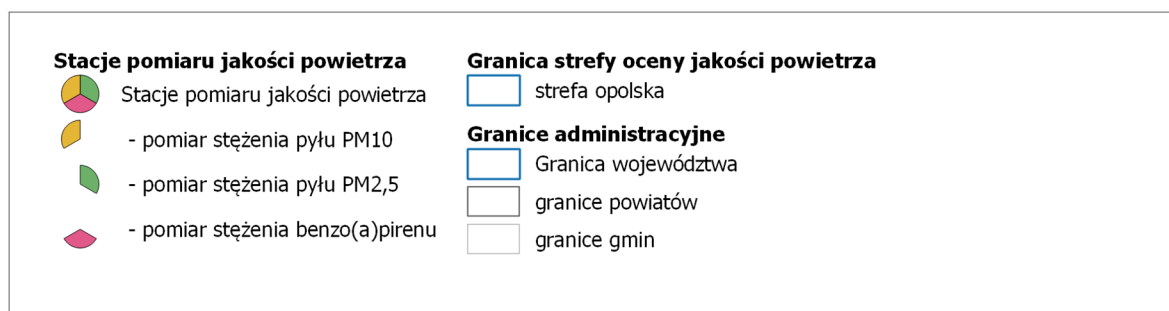 Stacje pomiaru jakości powietrza
Stacje pomiaru jakości powietrza
- pomiar stężenia pyłu PM10
- pomiar stężenia pyłu PM2,5
- pomiar stężenia benzo(a)pirenu
Granica strefy oceny jakości powietrza
strefa opolska
Granice administracyjne
Granica województwa
granice powiatów
granice gmin